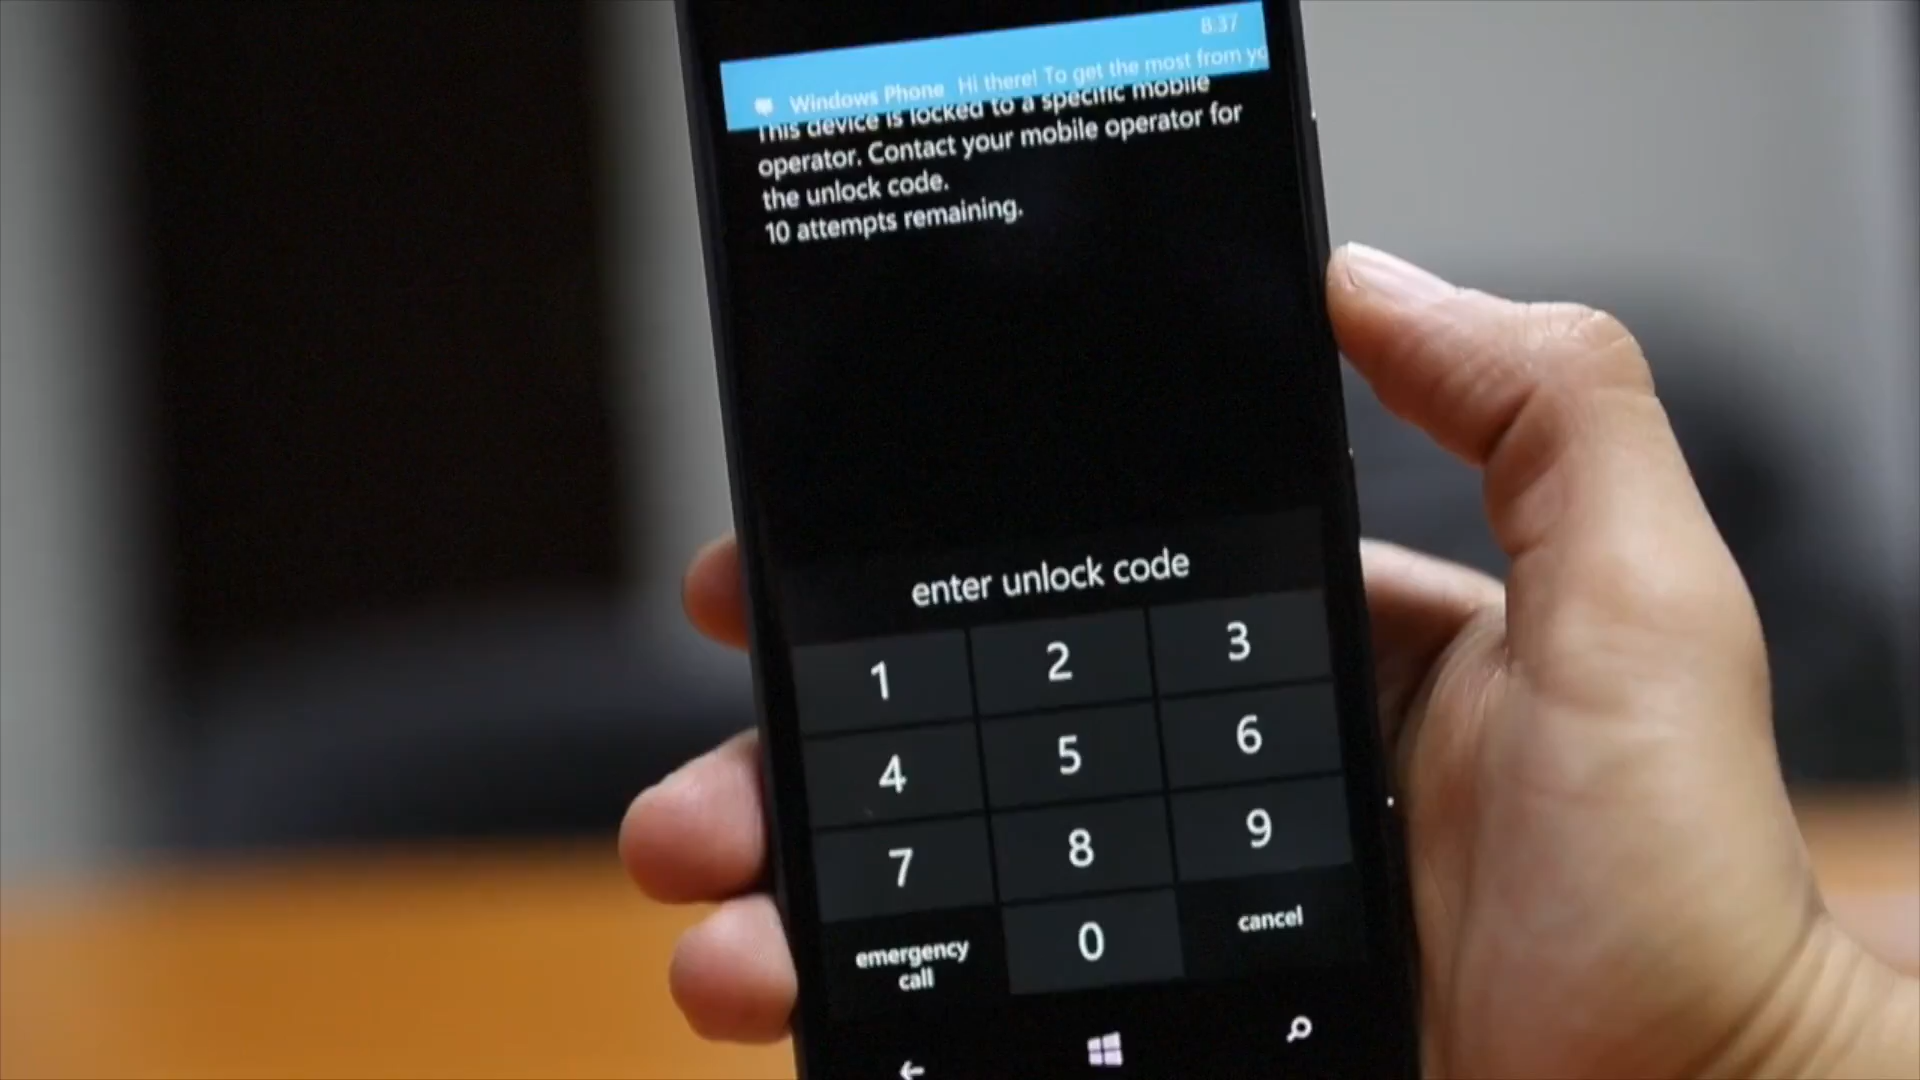 8:37
Windows Phone Hi there! To get the most from yo
This device is locked to a specific mobile
operator. Contact your mobile operator for
the unlock code.
10 attempts remaining.
enter unlock code
1 2 3
4 5 6
7 8 9
emergency
call 0 cancel